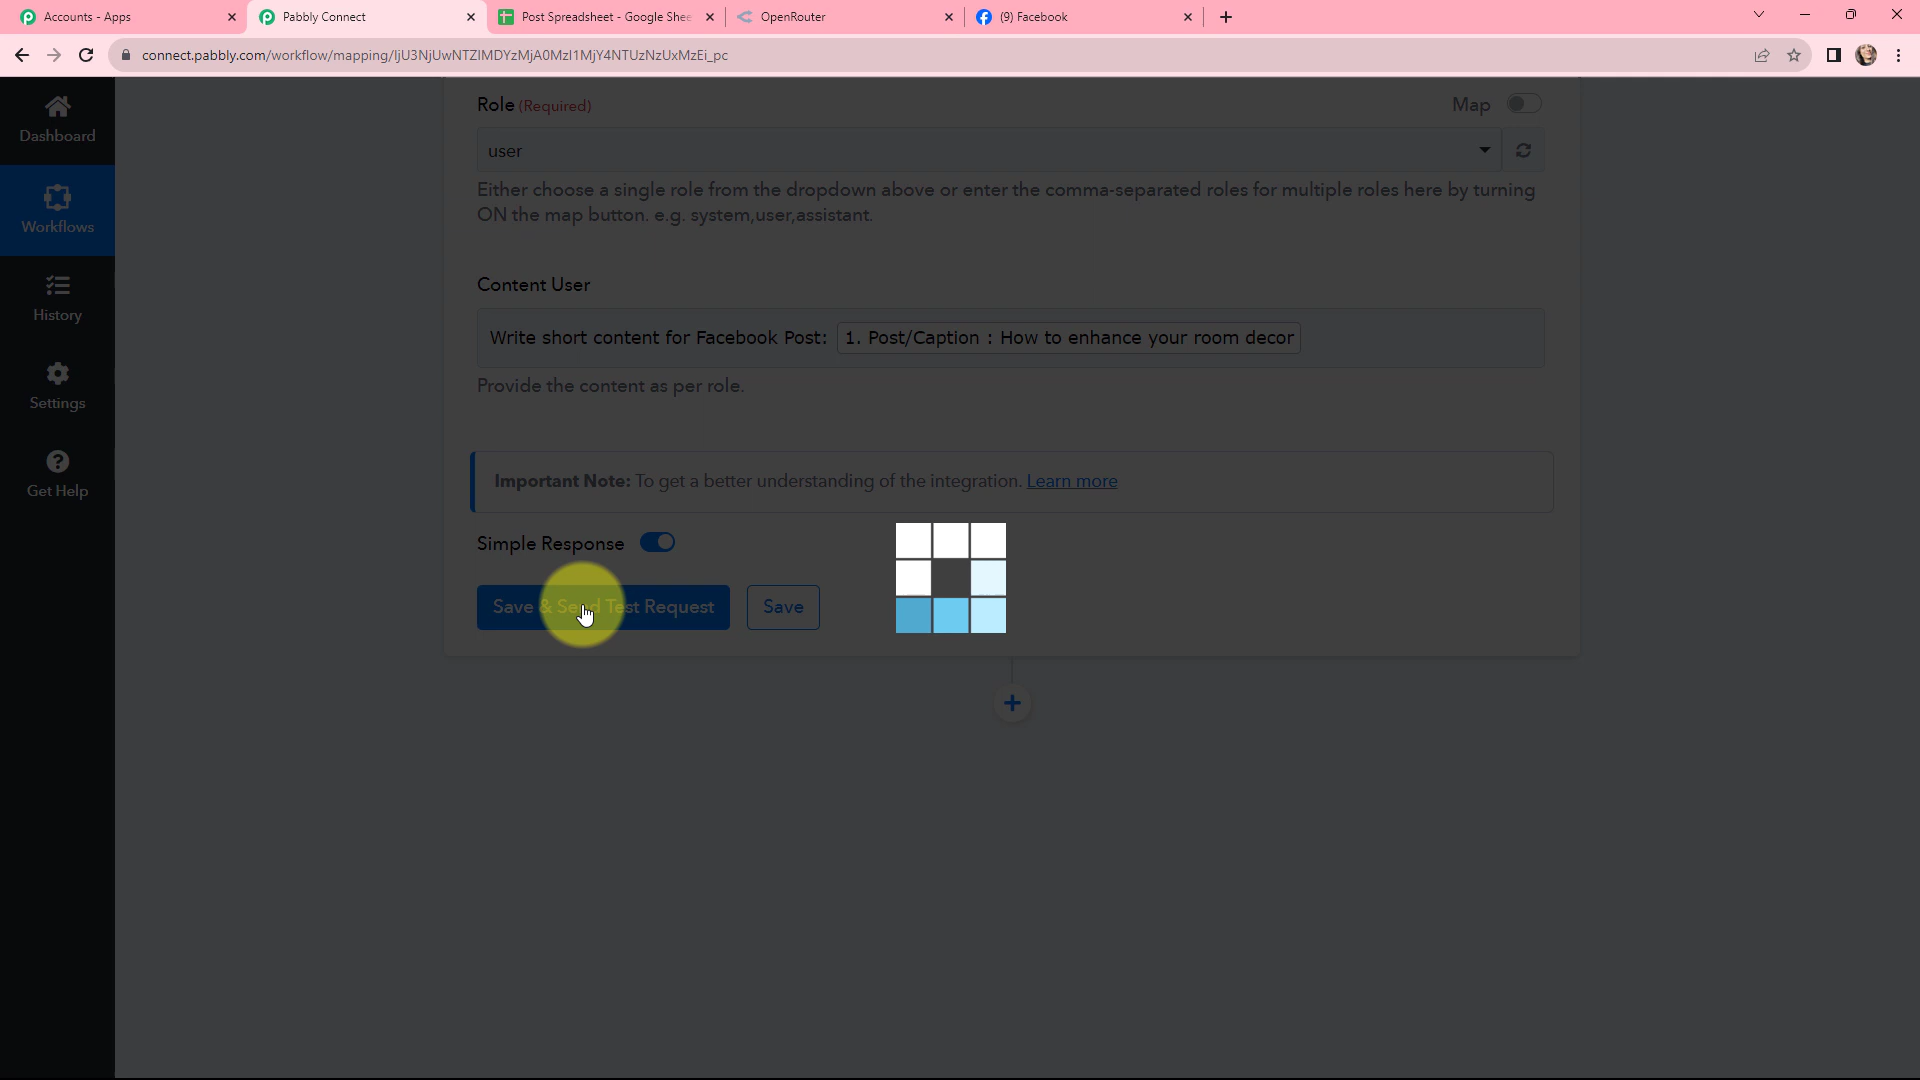 Accounts - Apps
Pabbly Connect
Post Spreadsheet - Google Shee
OpenRouter
(9) Facebook
connect.pabbly.com/workflow/mapping/IjU3NjUwNTZlMDYzMjA0MzI1MjY4NTUzNzUxMzEi_pc
Dashboard
Workflows
History
Settings
Get Help
Role (Required)
Map
user
Either choose a single role from the dropdown above or enter the comma-separated roles for multiple roles here by turning
ON the map button. e.g. system,user,assistant.
Content User
Write short content for Facebook Post: 1. Post/Caption : How to enhance your room decor
Provide the content as per role.
Important Note: To get a better understanding of the integration. Learn more
Simple Response
Save & Send Test Request
Save